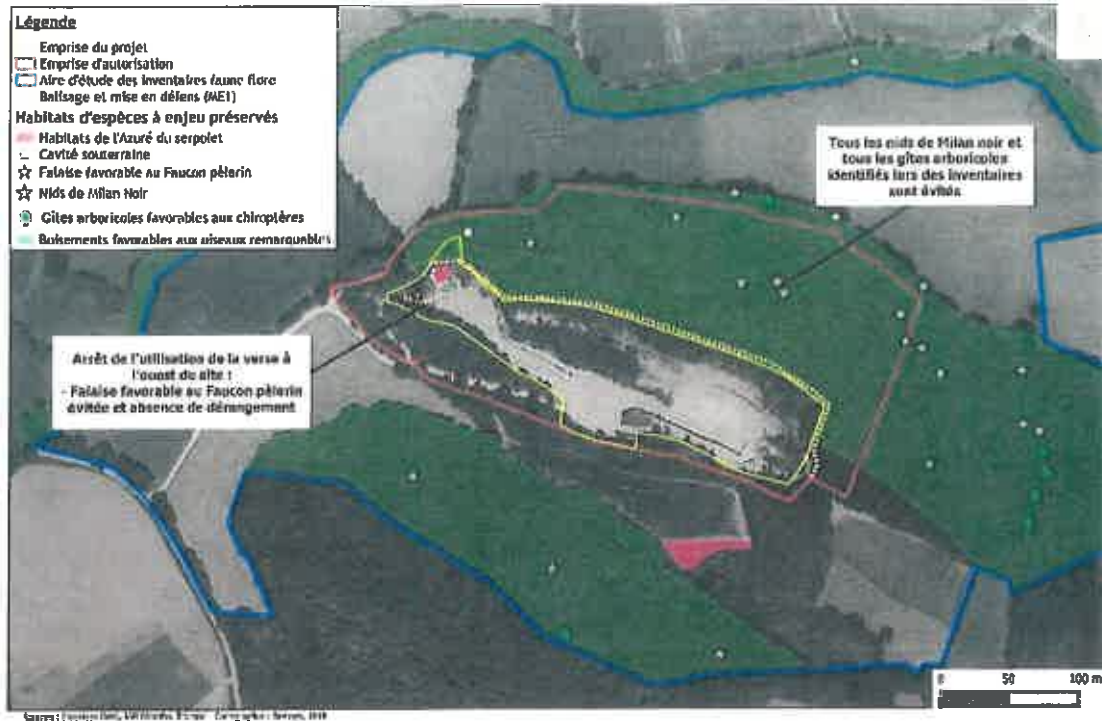 Légende
Emprise du projet
Emprise d'autorisation
Aire d'étude des inventaires faune flore
Balisage et mise en défens (ME1)
Habitats d'espèces à enjeu préservés
Habitats de l'Azuré du serpolet
Cavité souterraine
Falaise favorable au Faucon pèlerin
Nids de Milan Noir
Gîtes arboricoles favorables aux chiroptères
Boisements favorables aux oiseaux remarquables
Tous les nids de Milan noir et
tous les gîtes arboricoles
identifiés lors des inventaires
sont évités
Arrêt de l'utilisation de la verse à
l'ouest du site :
- Falaise favorable au Faucon pèlerin
évitée et absence de dérangement
0 50 100 m